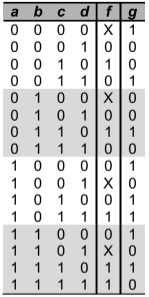 a b c d f g
0 0 0 0 X 1
0 0 0 1 0 0
0 0 1 0 1 0
0 0 1 1 0 1
0 1 0 0 X 0
0 1 0 1 0 0
0 1 1 0 1 1
0 1 1 1 0 0
1 0 0 0 0 1
1 0 0 1 X 0
1 0 1 0 0 1
1 0 1 1 1 1
1 1 0 0 0 1
1 1 0 1 X 0
1 1 1 0 1 1
1 1 1 1 1 0